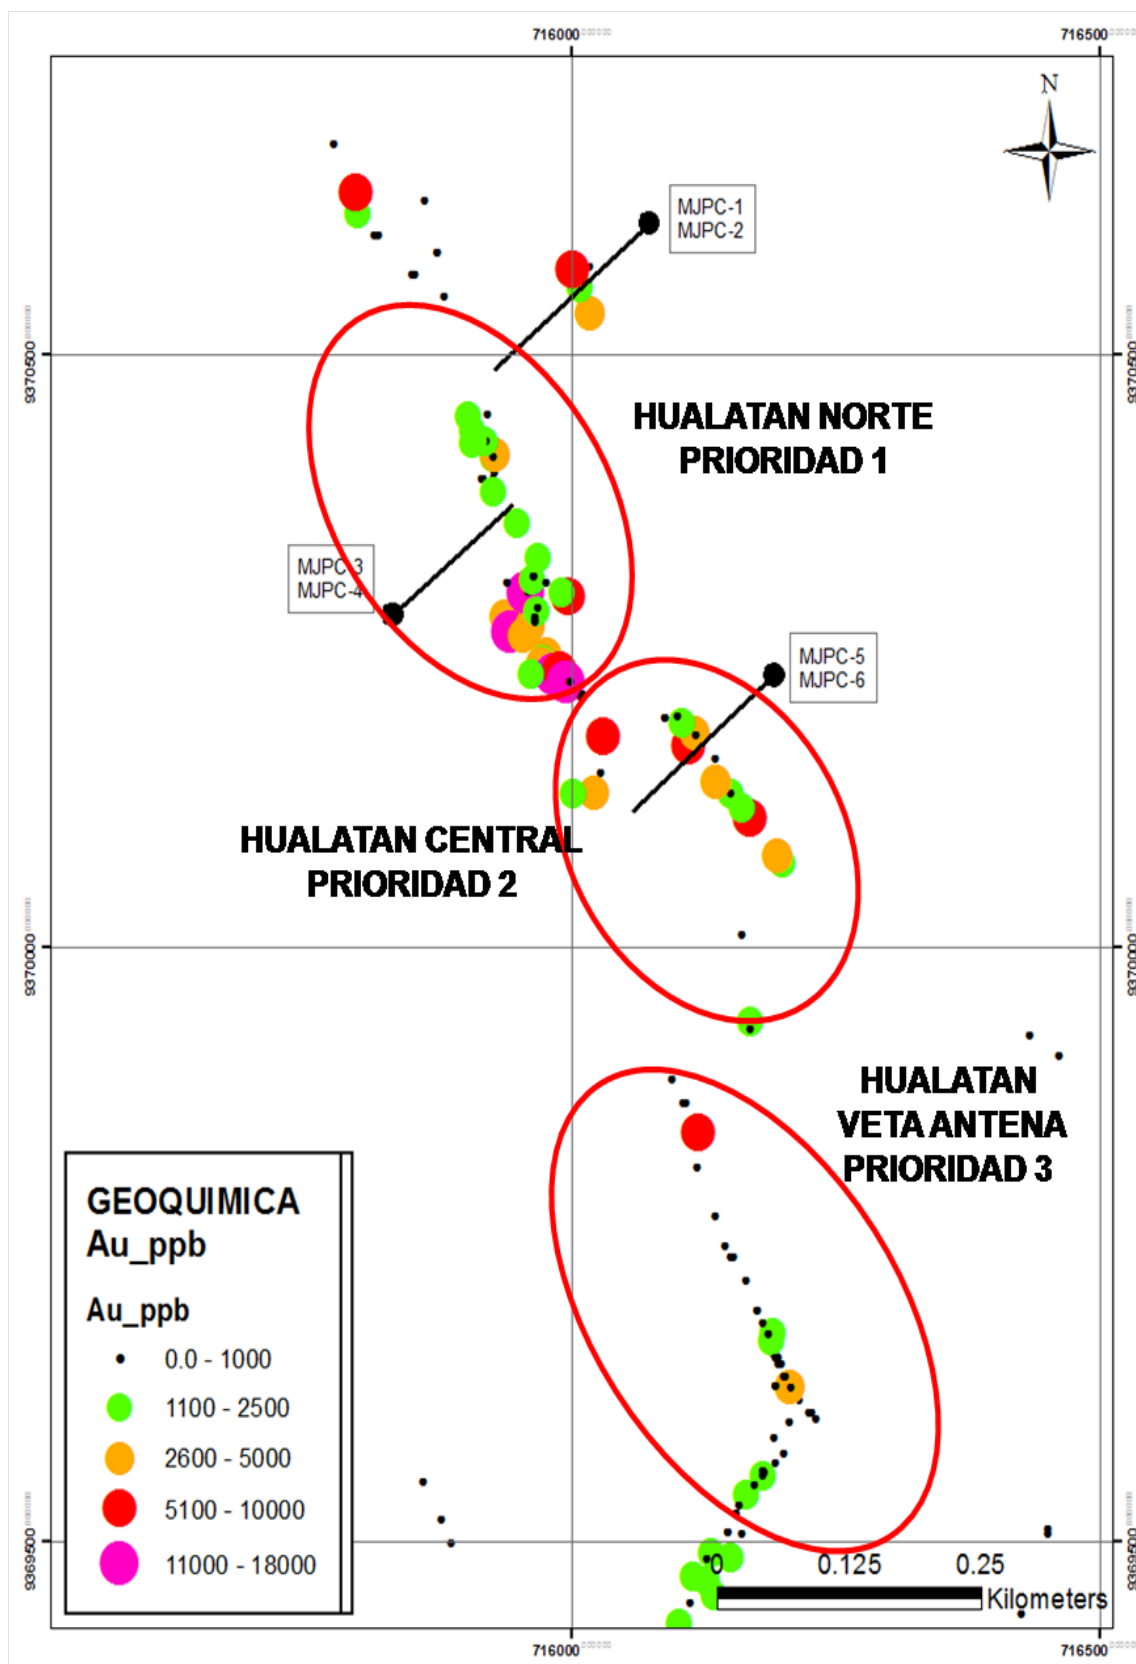 716000
716500
N
MJPC-1
MJPC-2
9370500
9370500
HUALATAN NORTE
PRIORIDAD 1
MJPC-3
MJPC-4
MJPC-5
MJPC-6
HUALATAN CENTRAL
PRIORIDAD 2
9370000
9370000
HUALATAN
VETA ANTENA
PRIORIDAD 3
GEOQUIMICA
Au_ppb
Au_ppb
0.0 - 1000
1100 - 2500
2600 - 5000
5100 - 10000
11000 - 18000
9369500
9369500
0 0.125 0.25
Kilometers
716000
716500